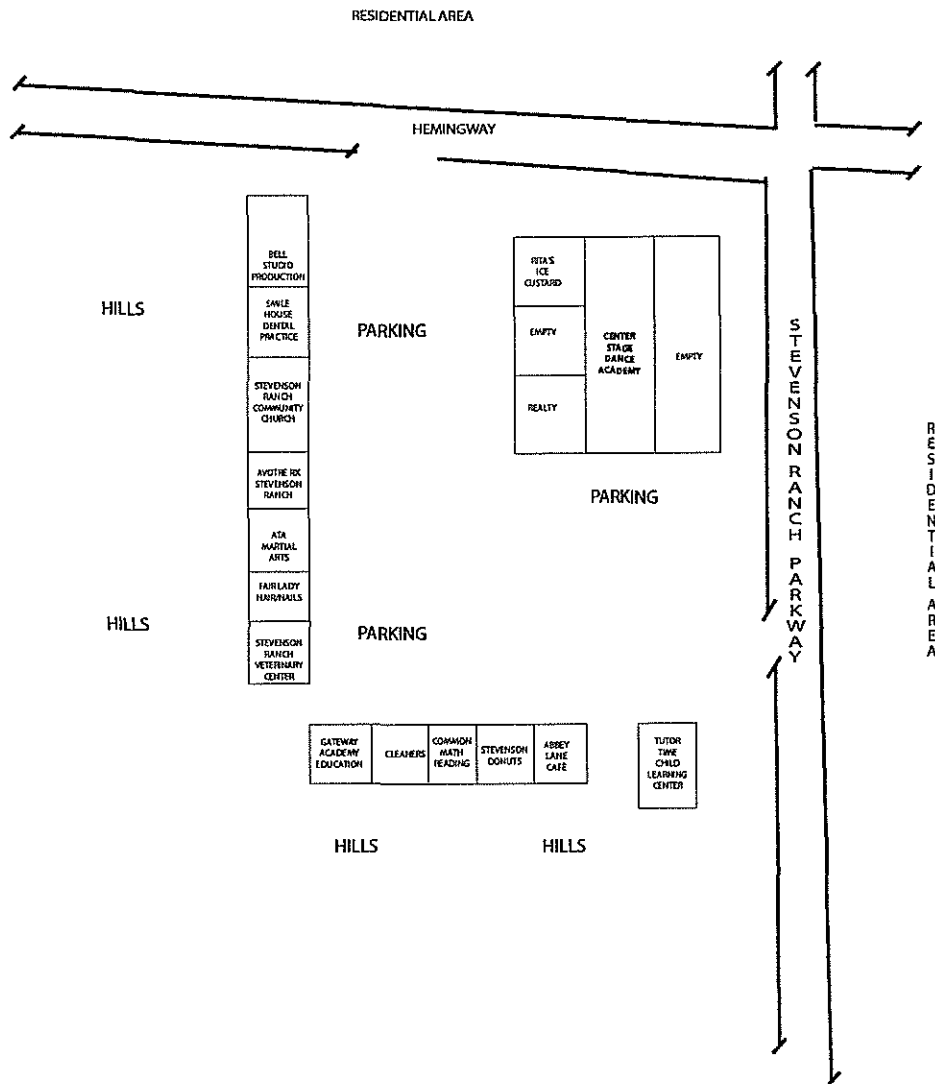 RESIDENTIAL AREA
HEMINGWAY
BELL
STUDIO
PRODUCTION
SMILE
HOUSE
DENTAL
PRACTICE
STEVENSON
RANCH
COMMUNITY
CHURCH
AYOTHE RX
STEVENSON
RANCH
ATA
MARTIAL
ARTS
FAIR LADY
HAIR/NAILS
STEVENSON
RANCH
VETERINARY
CENTER
HILLS
HILLS
PARKING
PARKING
RITA'S
ICE
CUSTARD
EMPTY
REALTY
CENTER
STAGE
DANCE
ACADEMY
EMPTY
PARKING
STEVENSON RANCH PARKWAY
RESIDENTIAL AREA
GATEWAY
ACADEMY
EDUCATION
CLEANERS
COMMON
MATH
READING
STEVENSON
DONUTS
ABBEY
LANE
CAFÉ
TUTOR
TIME
CHILD
LEARNING
CENTER
HILLS
HILLS